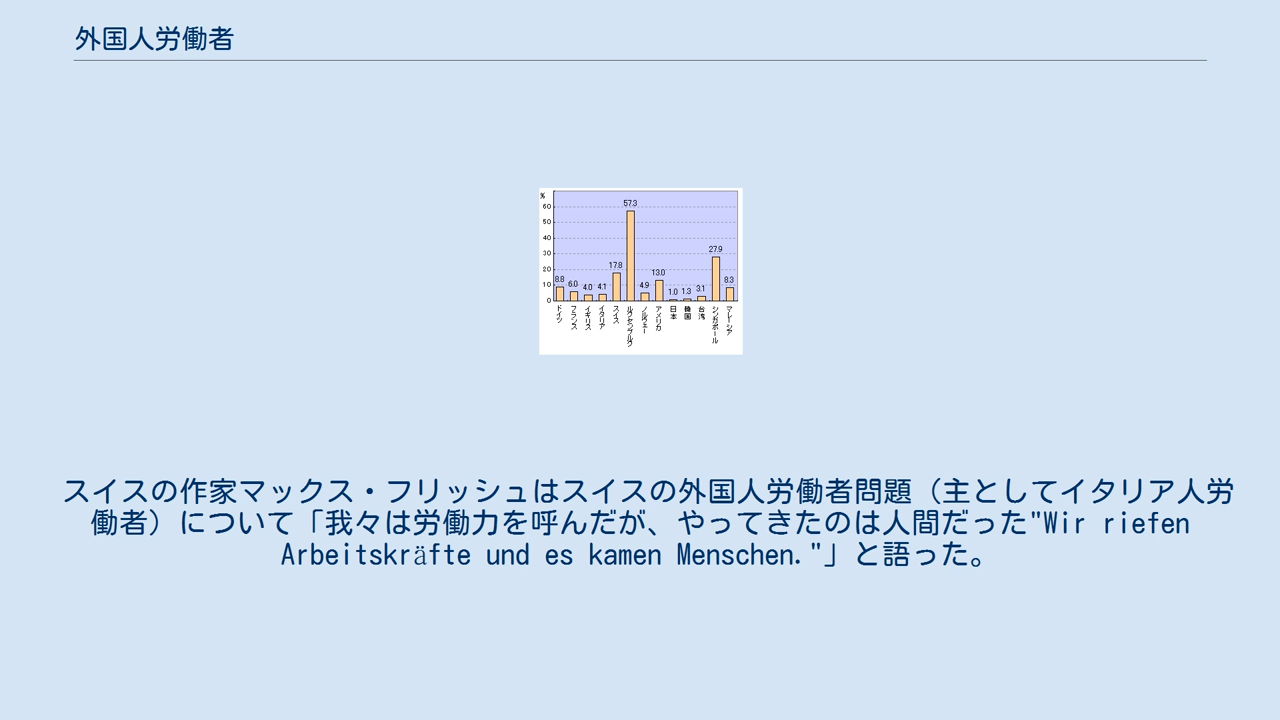 外国人労働者
%
60
50
40
30
20
10
0
8.8
6.0
4.0
4.1
17.8
57.3
4.9
13.0
1.0
1.3
3.1
27.9
8.3
ドイツ
フランス
イギリス
イタリア
スイス
ルクセンブルク
ノルウェー
アメリカ
日本
韓国
台湾
シンガポール
マレーシア
スイスの作家マックス・フリッシュはスイスの外国人労働者問題（主としてイタリア人労
働者）について「我々は労働力を呼んだが、やってきたのは人間だった"Wir riefen
Arbeitskräfte und es kamen Menschen."」と語った。